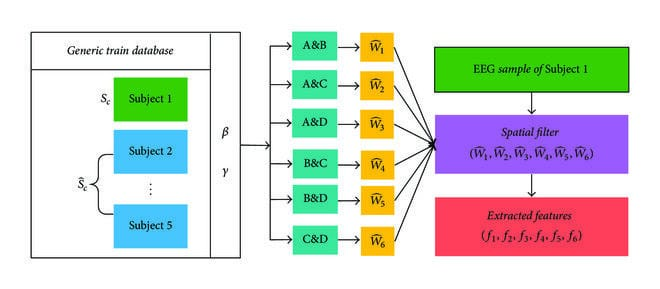 Generic train database
S_c Subject 1
Subject 2
Ŝ_c
⋮
Subject 5
β
γ
A&B Ŵ_1
A&C Ŵ_2
A&D Ŵ_3
B&C Ŵ_4
B&D Ŵ_5
C&D Ŵ_6
EEG sample of Subject 1
Spatial filter
(Ŵ_1, Ŵ_2, Ŵ_3, Ŵ_4, Ŵ_5, Ŵ_6)
Extracted features
(f_1, f_2, f_3, f_4, f_5, f_6)